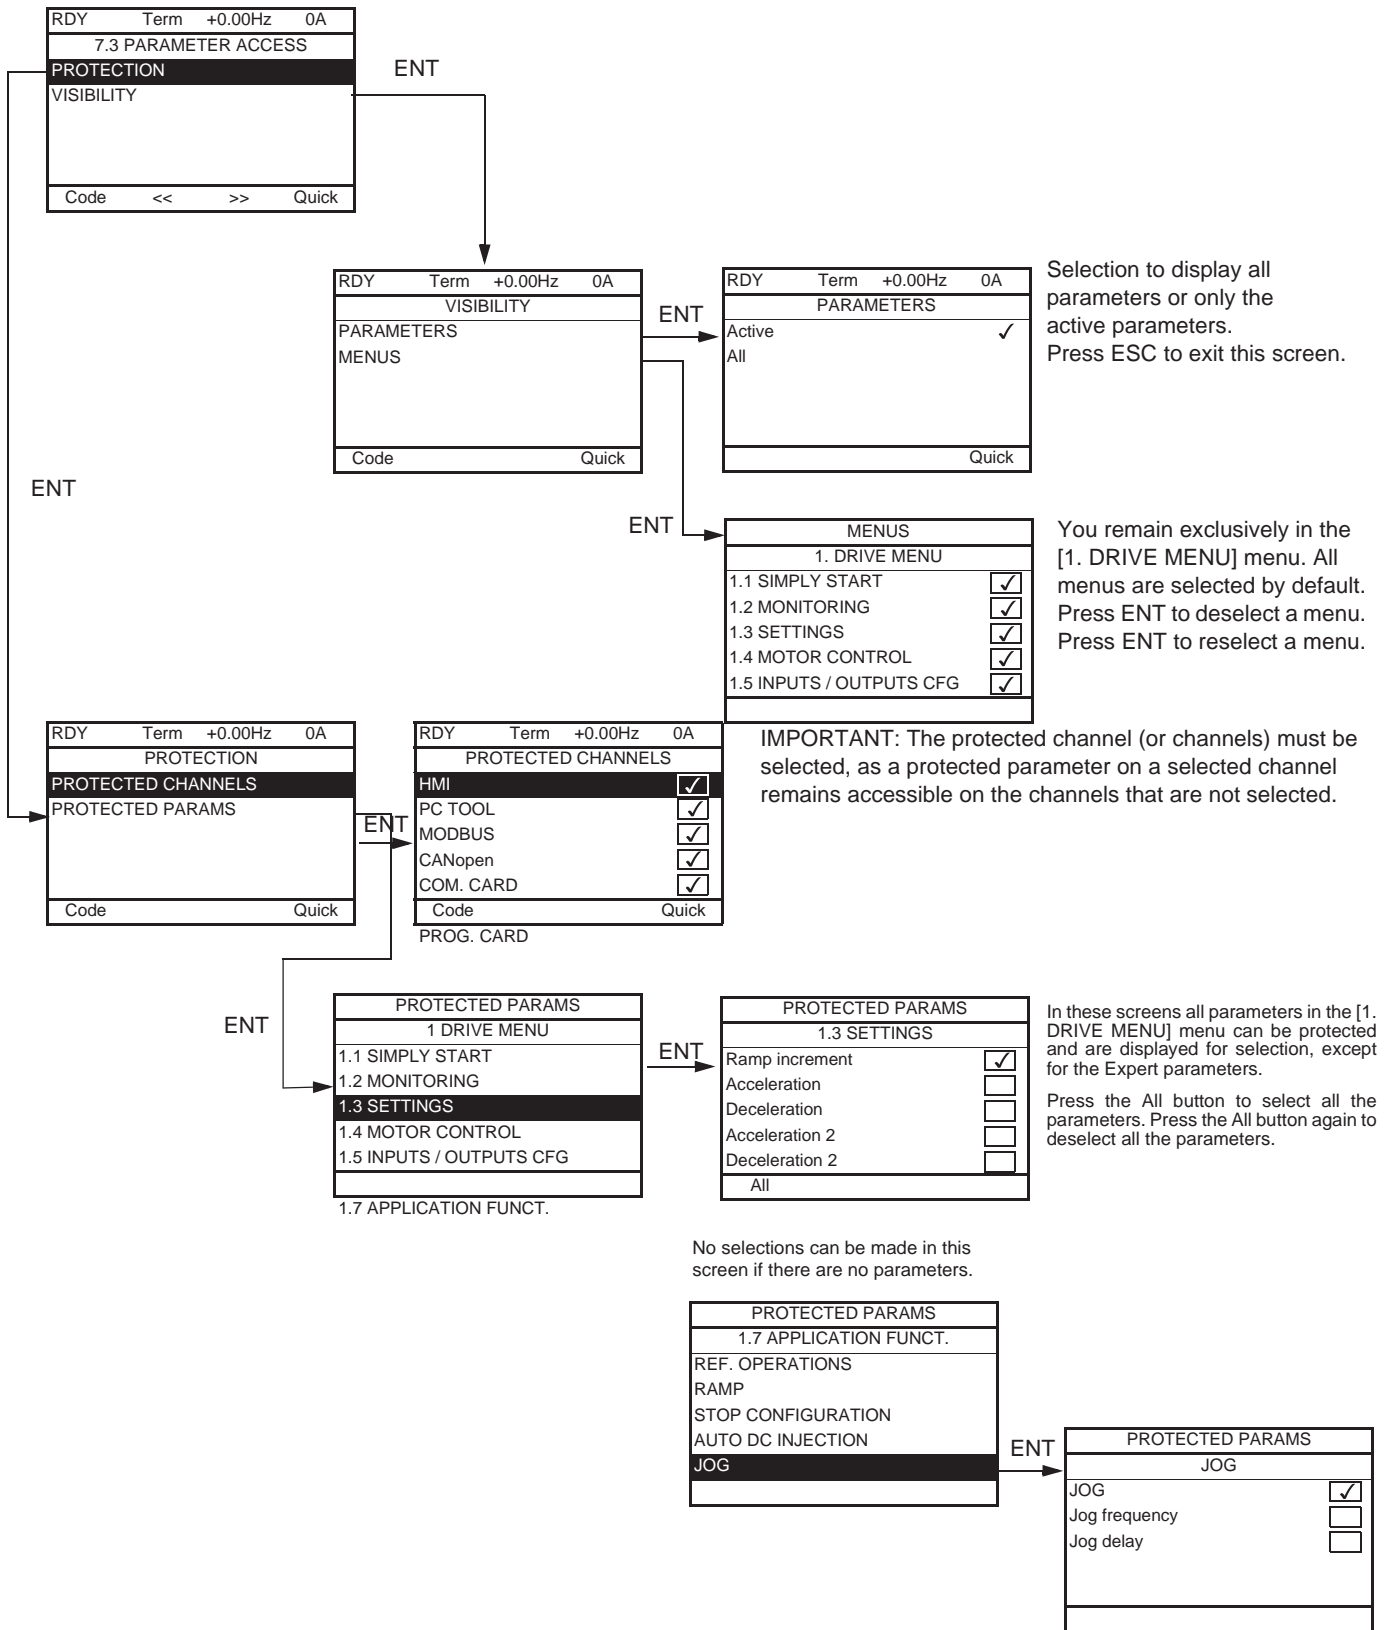 RDY Term +0.00Hz 0A
7.3 PARAMETER ACCESS
PROTECTION
VISIBILITY
Code << >> Quick
ENT
ENT
RDY Term +0.00Hz 0A
VISIBILITY
PARAMETERS
MENUS
Code Quick
ENT
RDY Term +0.00Hz 0A
PARAMETERS
Active ✓
All
Quick
Selection to display all
parameters or only the
active parameters.
Press ESC to exit this screen.
ENT
MENUS
1. DRIVE MENU
1.1 SIMPLY START ✓
1.2 MONITORING ✓
1.3 SETTINGS ✓
1.4 MOTOR CONTROL ✓
1.5 INPUTS / OUTPUTS CFG ✓
You remain exclusively in the
[1. DRIVE MENU] menu. All
menus are selected by default.
Press ENT to deselect a menu.
Press ENT to reselect a menu.
RDY Term +0.00Hz 0A
PROTECTION
PROTECTED CHANNELS
PROTECTED PARAMS
Code Quick
ENT
RDY Term +0.00Hz 0A
PROTECTED CHANNELS
HMI ✓
PC TOOL ✓
MODBUS ✓
CANopen ✓
COM. CARD ✓
Code Quick
PROG. CARD
IMPORTANT: The protected channel (or channels) must be
selected, as a protected parameter on a selected channel
remains accessible on the channels that are not selected.
ENT
PROTECTED PARAMS
1 DRIVE MENU
1.1 SIMPLY START
1.2 MONITORING
1.3 SETTINGS
1.4 MOTOR CONTROL
1.5 INPUTS / OUTPUTS CFG
1.7 APPLICATION FUNCT.
ENT
PROTECTED PARAMS
1.3 SETTINGS
Ramp increment ✓
Acceleration
Deceleration
Acceleration 2
Deceleration 2
All
In these screens all parameters in the [1.
DRIVE MENU] menu can be protected
and are displayed for selection, except
for the Expert parameters.
Press the All button to select all the
parameters. Press the All button again to
deselect all the parameters.
No selections can be made in this
screen if there are no parameters.
PROTECTED PARAMS
1.7 APPLICATION FUNCT.
REF. OPERATIONS
RAMP
STOP CONFIGURATION
AUTO DC INJECTION
JOG
ENT
PROTECTED PARAMS
JOG
JOG ✓
Jog frequency
Jog delay